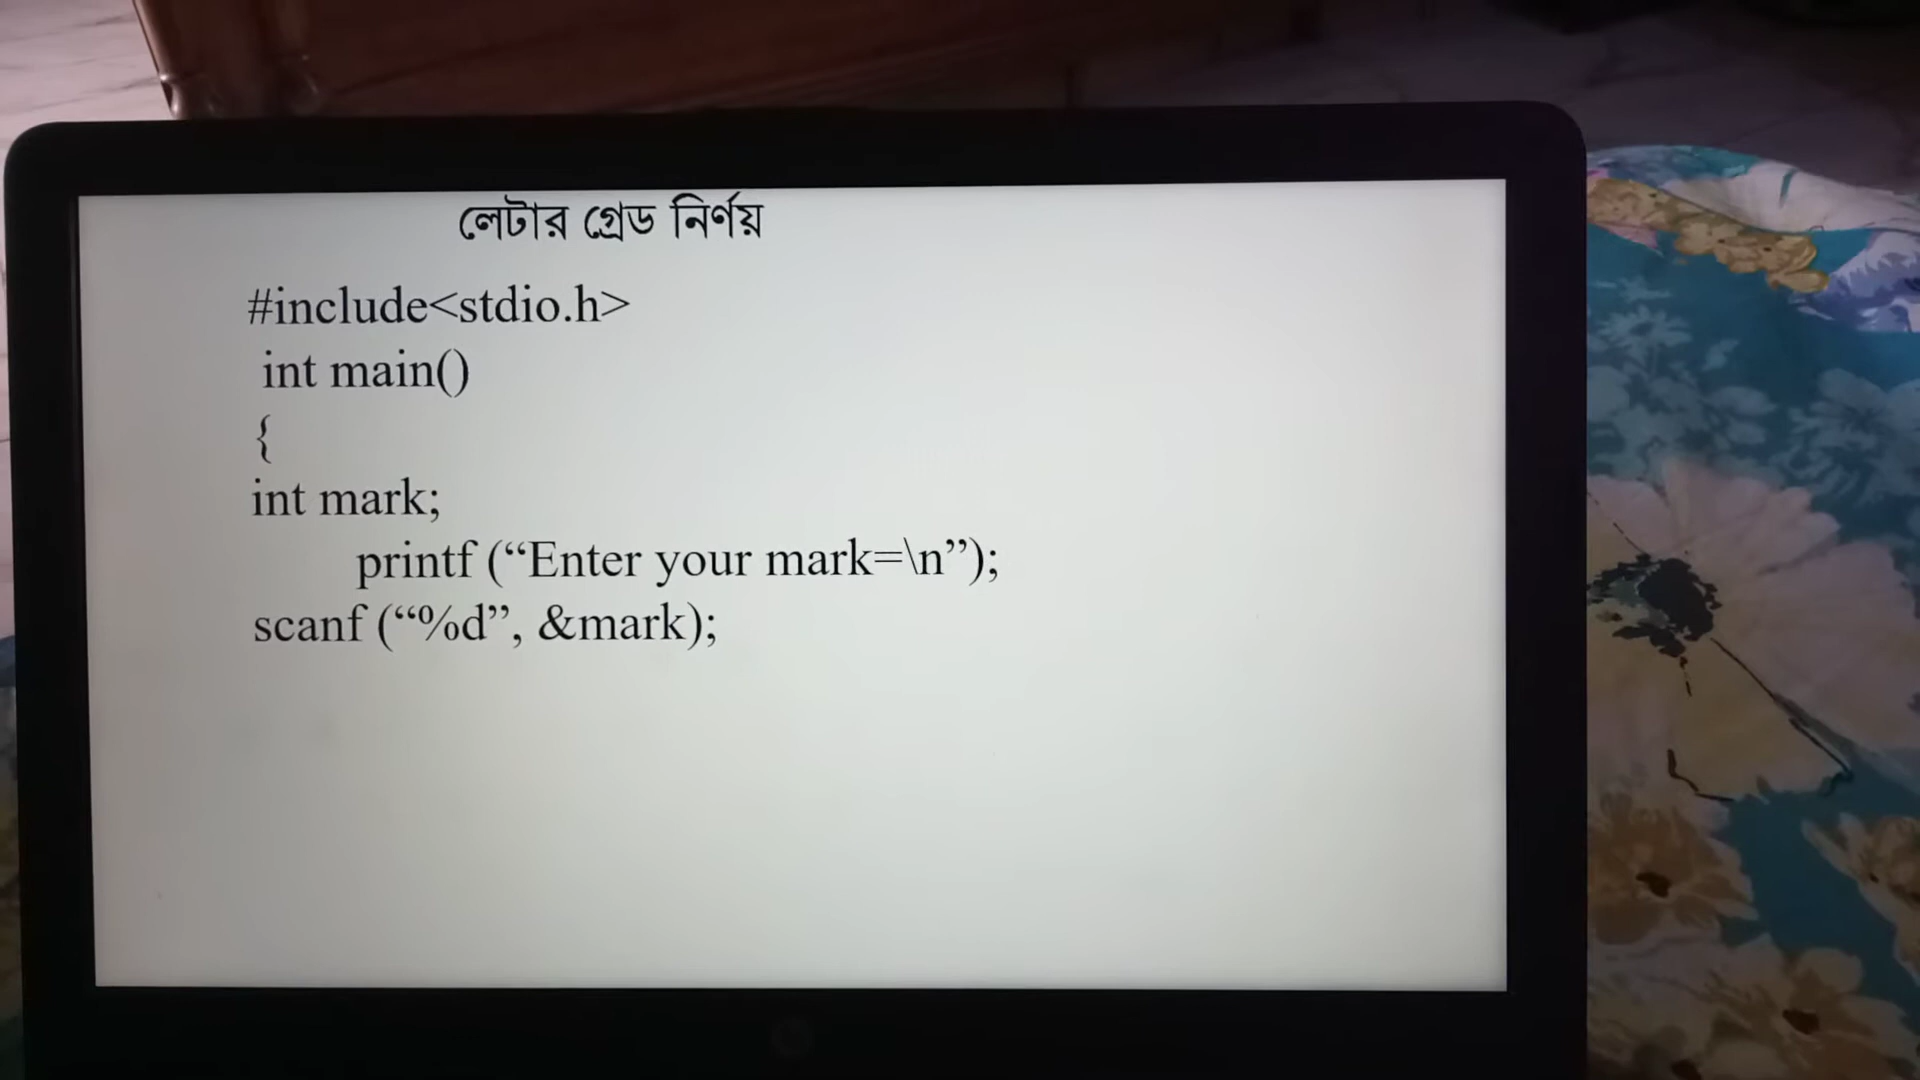 লেটার গ্রেড নির্ণয়
#include<stdio.h>
int main()
{
int mark;
printf (“Enter your mark=\n”);
scanf (“%d”, &mark);